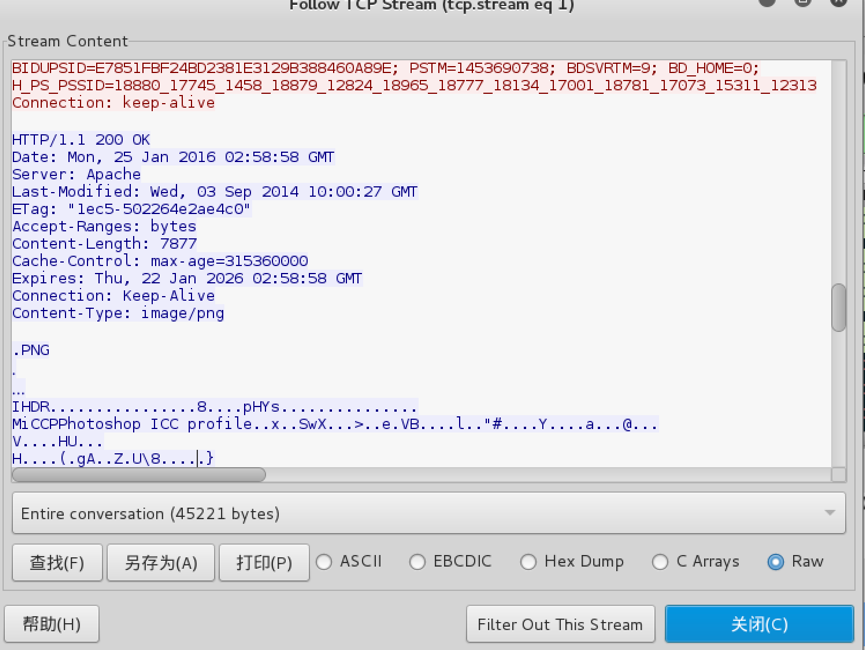 Follow TCP Stream (tcp.stream eq 1)
Stream Content
BIDUPSID=E7851FBF24BD2381E3129B388460A89E; PSTM=1453690738; BDSVRTM=9; BD_HOME=0;
H_PS_PSSID=18880_17745_1458_18879_12824_18965_18777_18134_17001_18781_17073_15311_12313
Connection: keep-alive
HTTP/1.1 200 OK
Date: Mon, 25 Jan 2016 02:58:58 GMT
Server: Apache
Last-Modified: Wed, 03 Sep 2014 10:00:27 GMT
ETag: "1ec5-502264e2ae4c0"
Accept-Ranges: bytes
Content-Length: 7877
Cache-Control: max-age=315360000
Expires: Thu, 22 Jan 2026 02:58:58 GMT
Connection: Keep-Alive
Content-Type: image/png
.PNG
.
...
IHDR................8....pHYs...............
MiCCPPhotoshop ICC profile..x..SwX...>..e.VB....l.."#....Y....a...@...
V....HU...
H....(.gA..Z.U\8.....}
Entire conversation (45221 bytes)
查找(F) 另存为(A) 打印(P) ASCII EBCDIC Hex Dump C Arrays Raw
帮助(H) Filter Out This Stream 关闭(C)